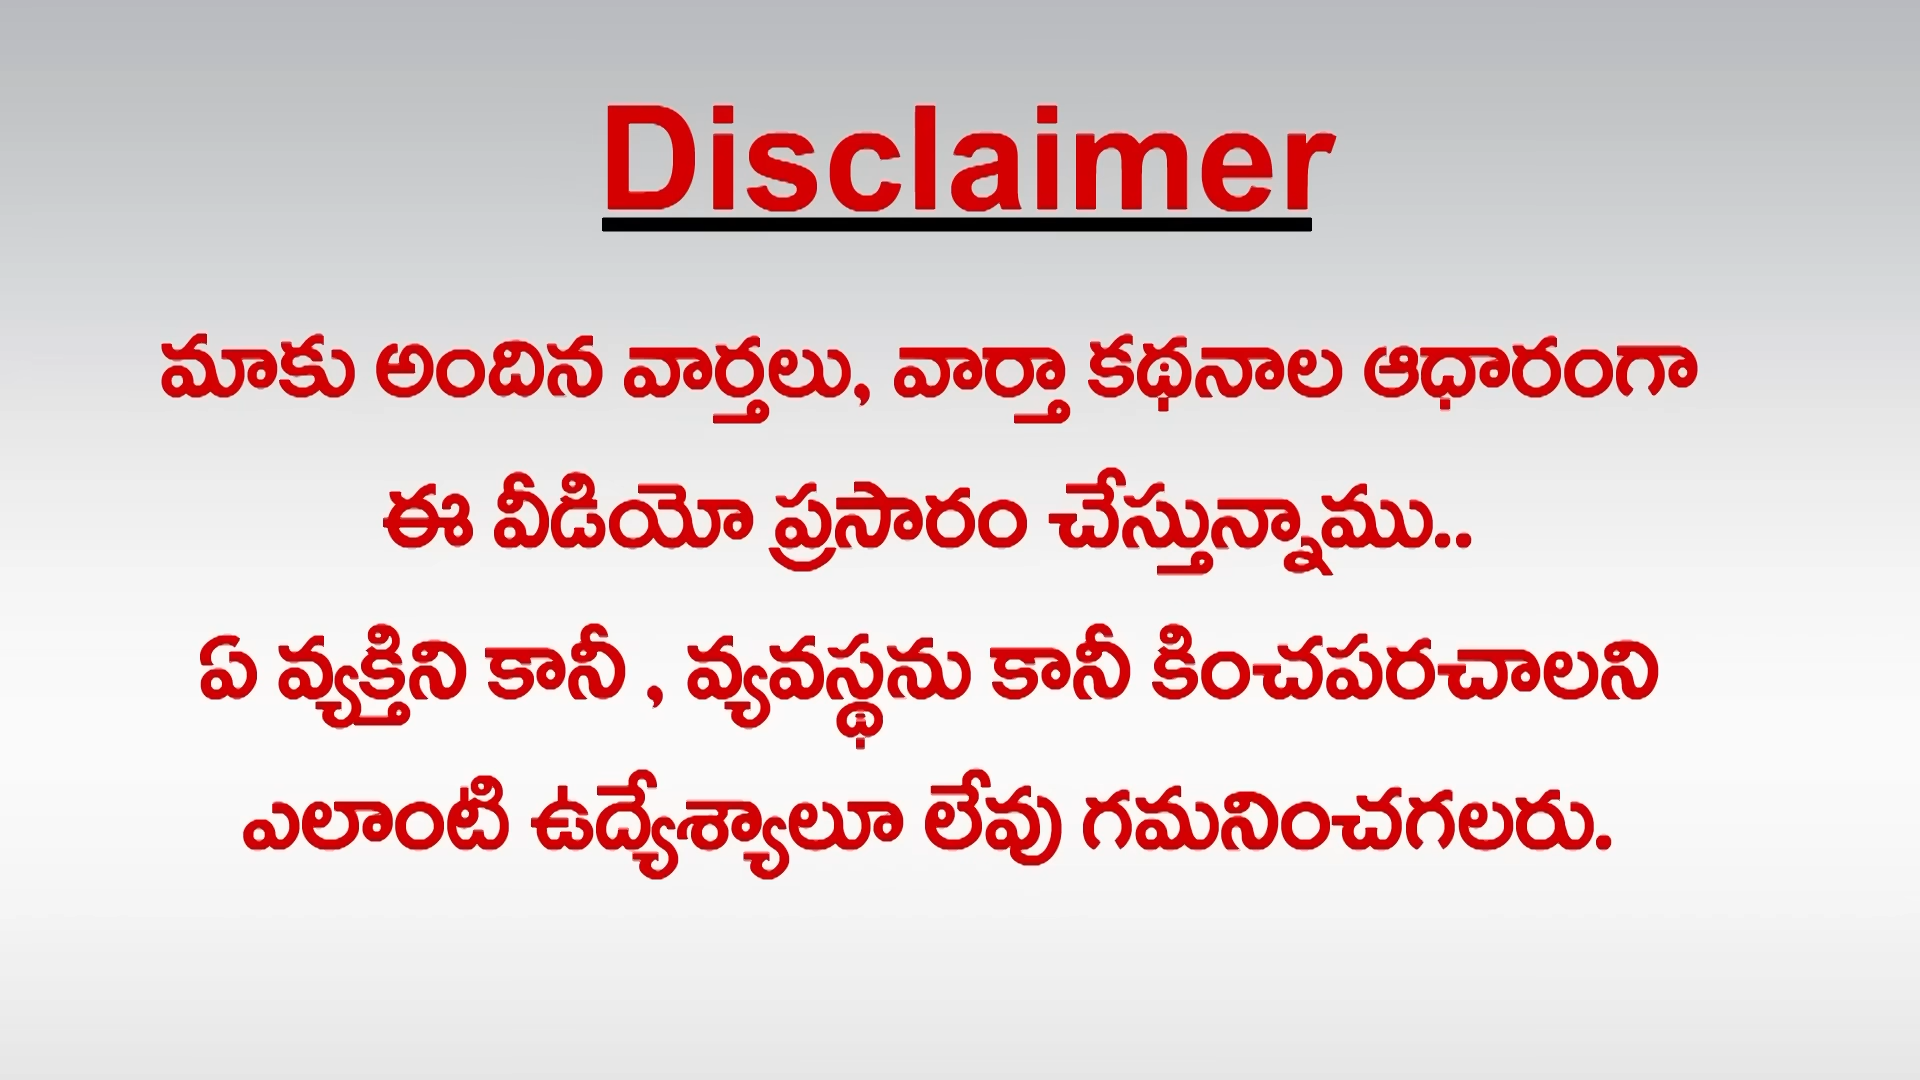 Disclaimer
మాకు అందిన వార్తలు, వార్తా కథనాల ఆధారంగా
ఈ వీడియో ప్రసారం చేస్తున్నాము..
ఏ వ్యక్తిని కానీ , వ్యవస్థను కానీ కించపరచాలని
ఎలాంటి ఉద్యేశ్యాలూ లేవు గమనించగలరు.